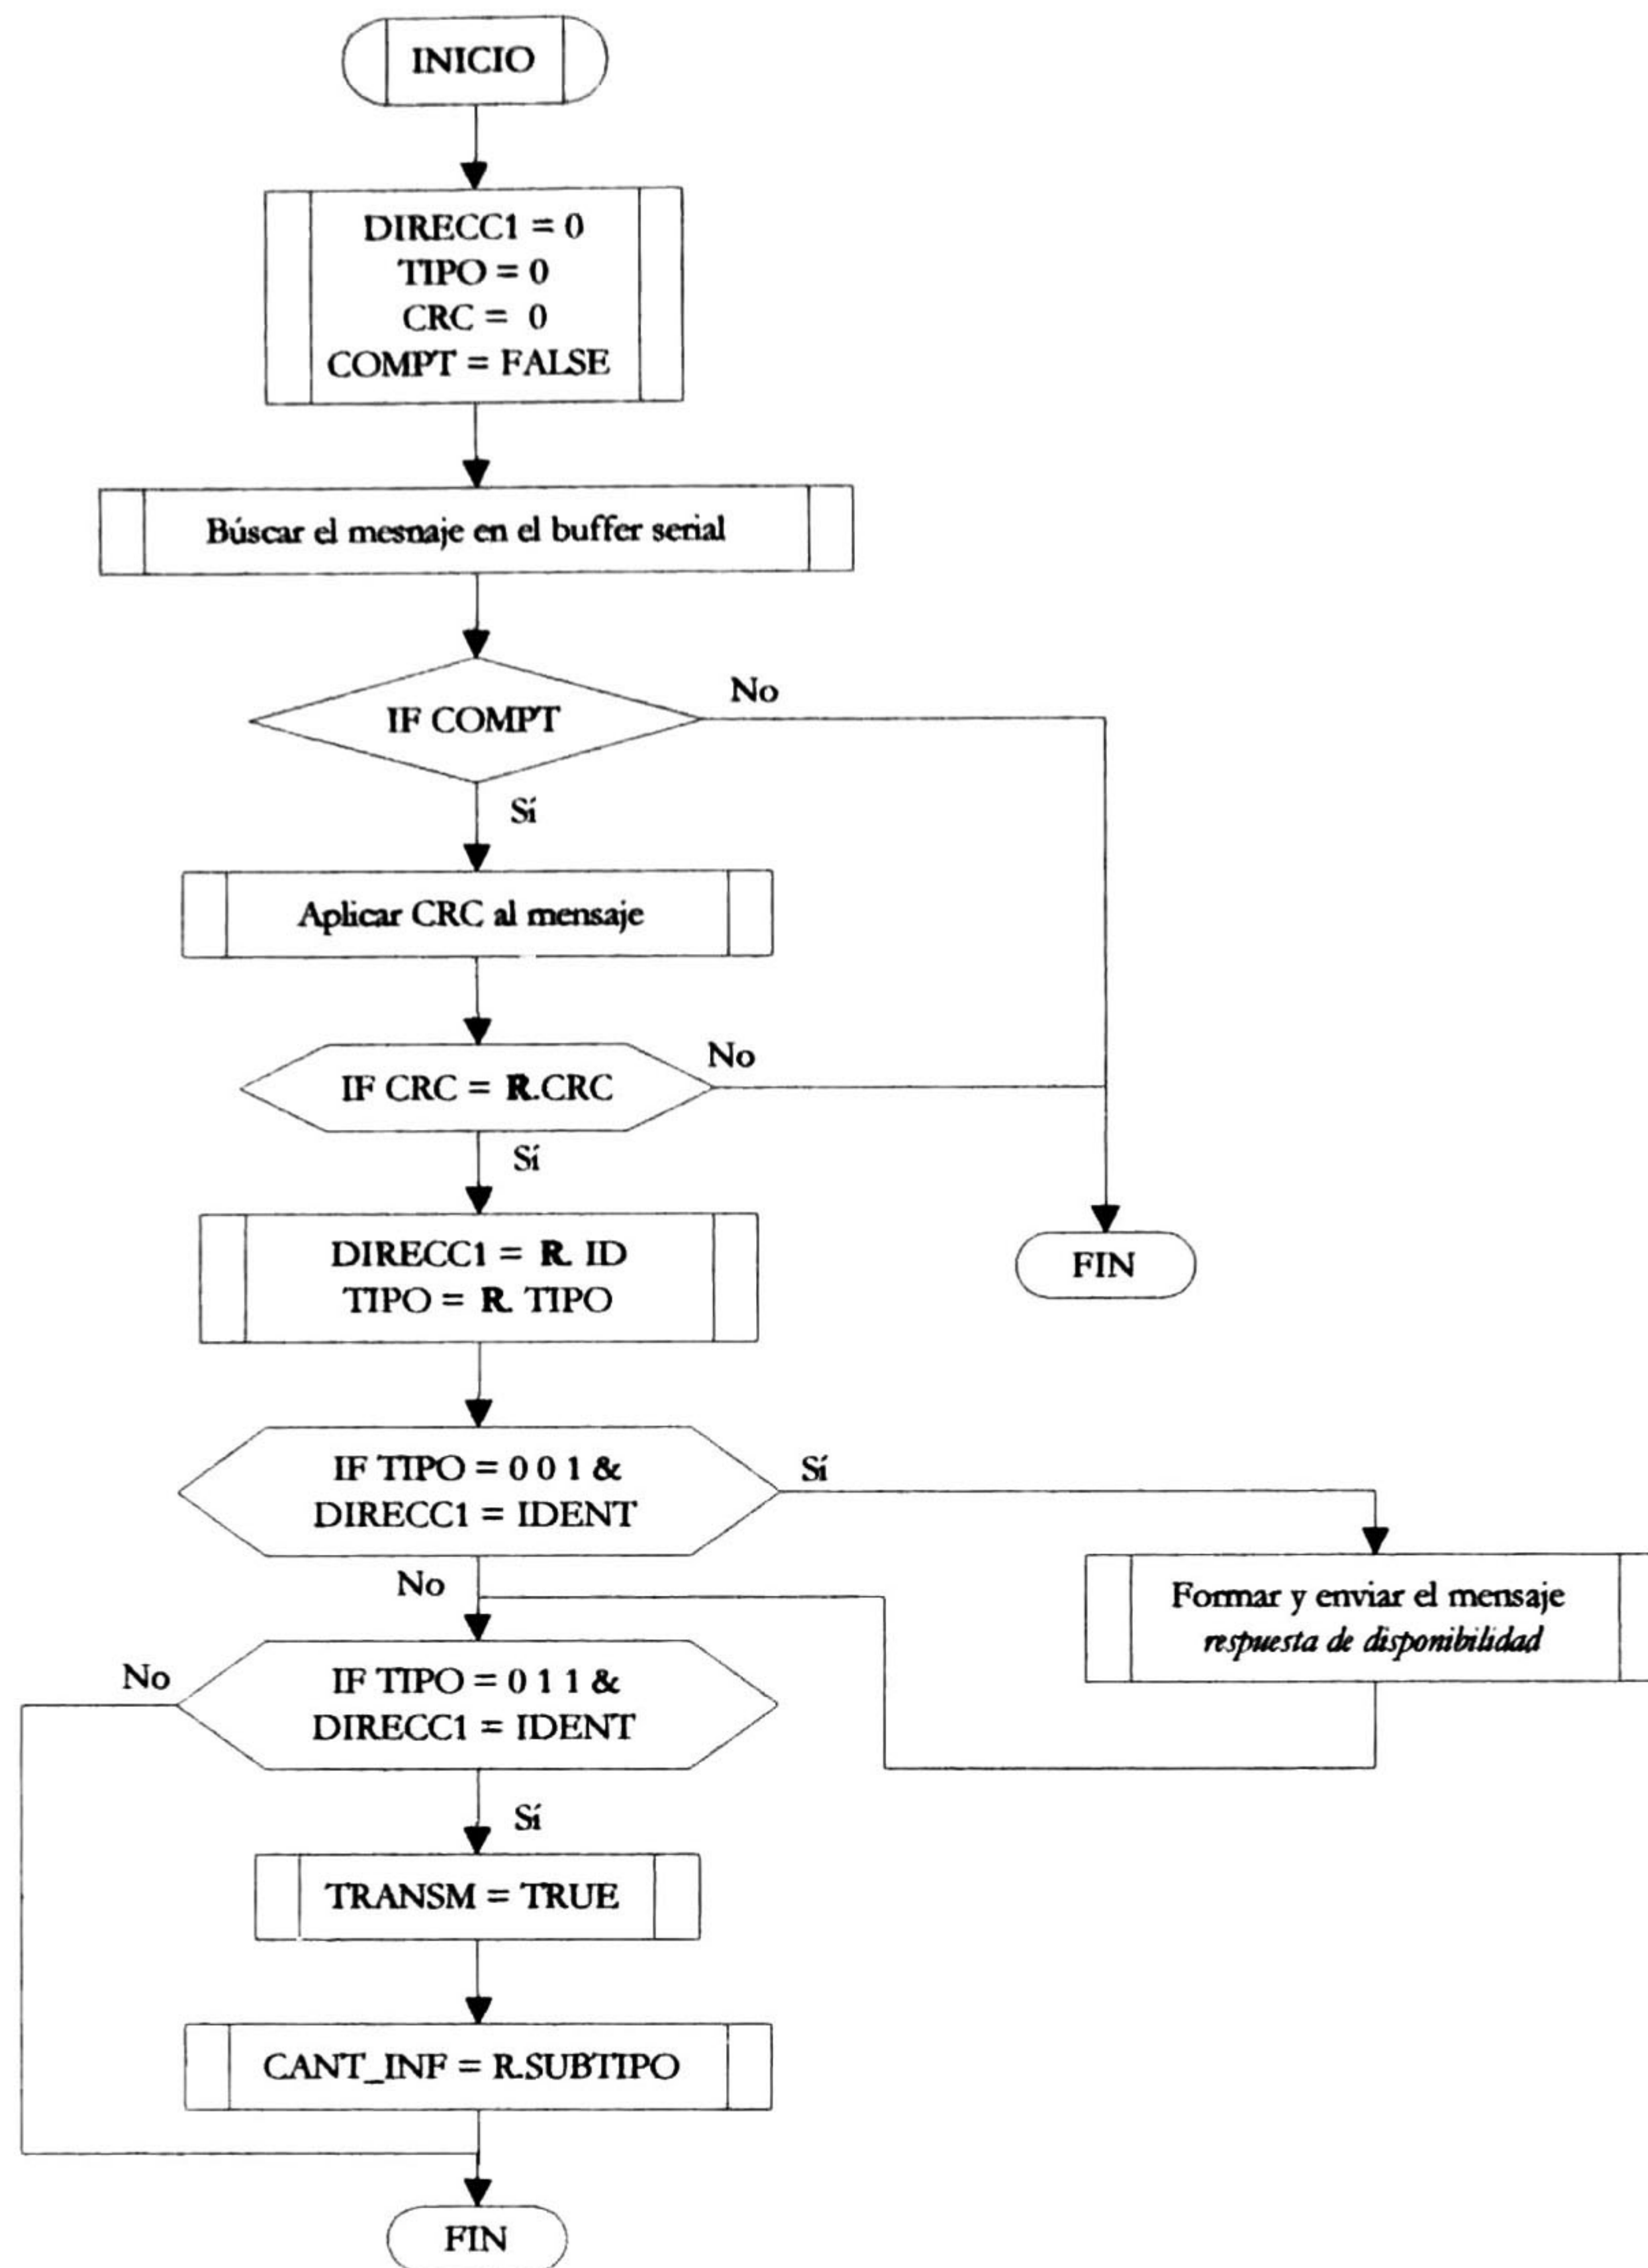 INICIO
DIRECC1 = 0
TIPO = 0
CRC = 0
COMPT = FALSE
Búscar el mesnaje en el buffer serial
IF COMPT
No
Sí
Aplicar CRC al mensaje
IF CRC = R.CRC
No
Sí
DIRECC1 = R. ID
TIPO = R. TIPO
FIN
IF TIPO = 0 0 1 &
DIRECC1 = IDENT
Sí
No
Formar y enviar el mensaje
respuesta de disponibilidad
No
IF TIPO = 0 1 1 &
DIRECC1 = IDENT
Sí
TRANSM = TRUE
CANT_INF = R.SUBTIPO
FIN